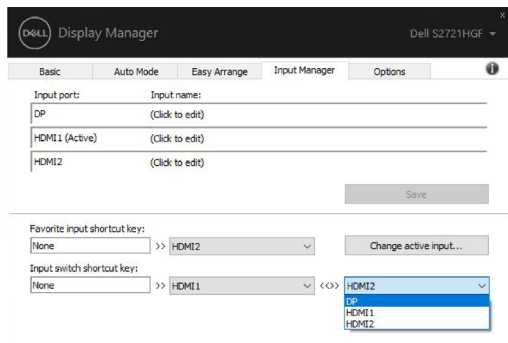 x
DELL Display Manager Dell S2721HGF
Basic Auto Mode Easy Arrange Input Manager Options i
Input port: Input name:
DP (Click to edit)
HDMI1 (Active) (Click to edit)
HDMI2 (Click to edit)
Save
Favorite input shortcut key:
None >> HDMI2 Change active input...
Input switch shortcut key:
None >> HDMI1 <<>> HDMI2
DP
HDMI1
HDMI2